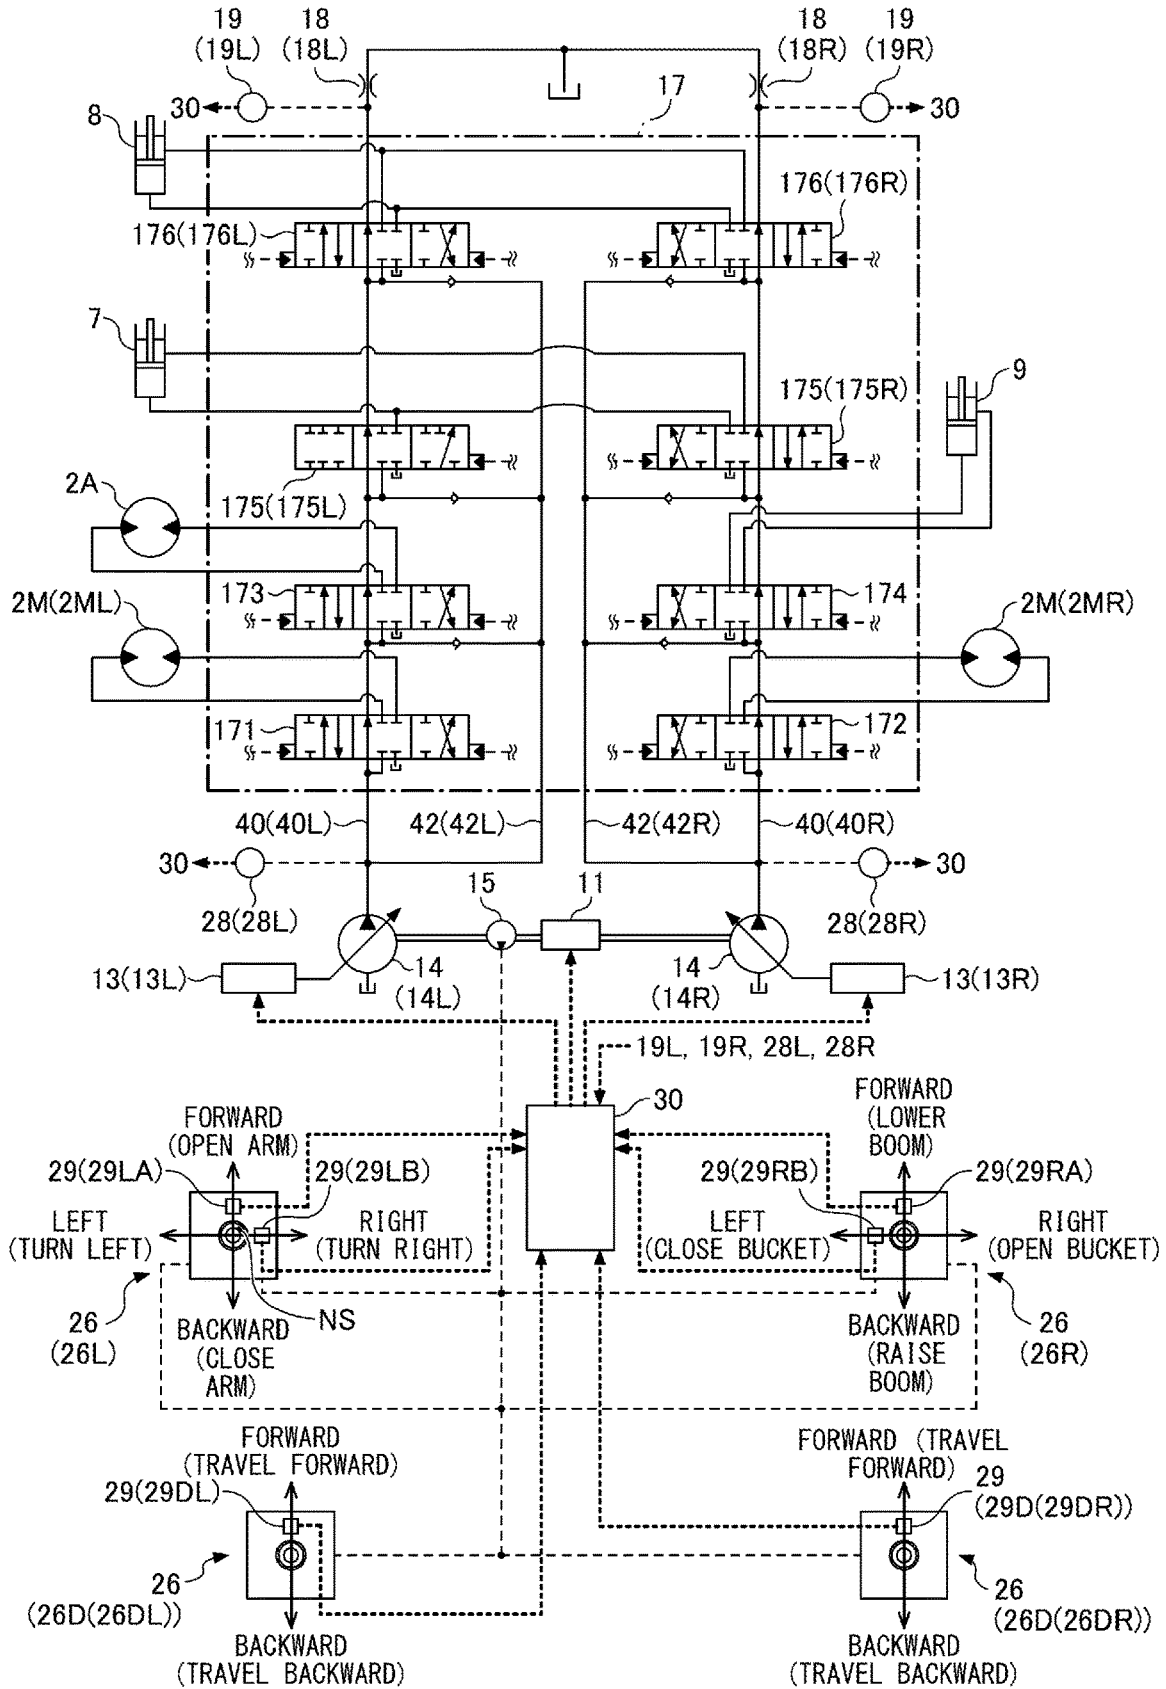 19
(19L)
18
(18L)
18
(18R)
19
(19R)
30
17
30
8
176(176L)
176(176R)
7
175(175L)
175(175R)
9
2A
173
174
2M(2ML)
2M(2MR)
171
172
40(40L)
42(42L)
42(42R)
40(40R)
30
30
28(28L)
15
11
28(28R)
13(13L)
14
(14L)
14
(14R)
13(13R)
19L, 19R, 28L, 28R
30
FORWARD
(OPEN ARM)
29(29LA)
29(29LB)
LEFT
(TURN LEFT)
RIGHT
(TURN RIGHT)
26
(26L)
BACKWARD
(CLOSE
ARM)
NS
FORWARD
(LOWER
BOOM)
29(29RB)
29(29RA)
LEFT
(CLOSE BUCKET)
RIGHT
(OPEN BUCKET)
BACKWARD
(RAISE
BOOM)
26
(26R)
FORWARD
(TRAVEL FORWARD)
29(29DL)
26
(26D(26DL))
BACKWARD
(TRAVEL BACKWARD)
FORWARD (TRAVEL
FORWARD)
29
(29D(29DR))
26
(26D(26DR))
BACKWARD
(TRAVEL BACKWARD)